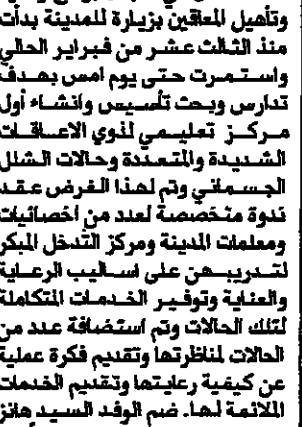 وتأهيل المعاقين بزيارة للمدينة بدأت
منذ الثالث عشر من فبراير الحالي
واستمرت حتى يوم امس بهدف
تدارس وبحث تأسيس وانشاء أول
مركز تعليمي لذوي الاعاقات
الشديدة والمتعددة وحالات الشلل
الجسماني وتم لهذا الغرض عقد
ندوة متخصصة لعدد من اخصائيات
ومعلمات المدينة ومركز التدخل المبكر
لتدريبهن على اساليب الرعاية
والعناية وتوفير الخدمات المتكاملة
لتلك الحالات وتم استضافة عدد من
الحالات لمناظرتها وتقديم فكرة عملية
عن كيفية رعايتها وتقديم الخدمات
الملائمة لها. ضم الوفد السيد هانز